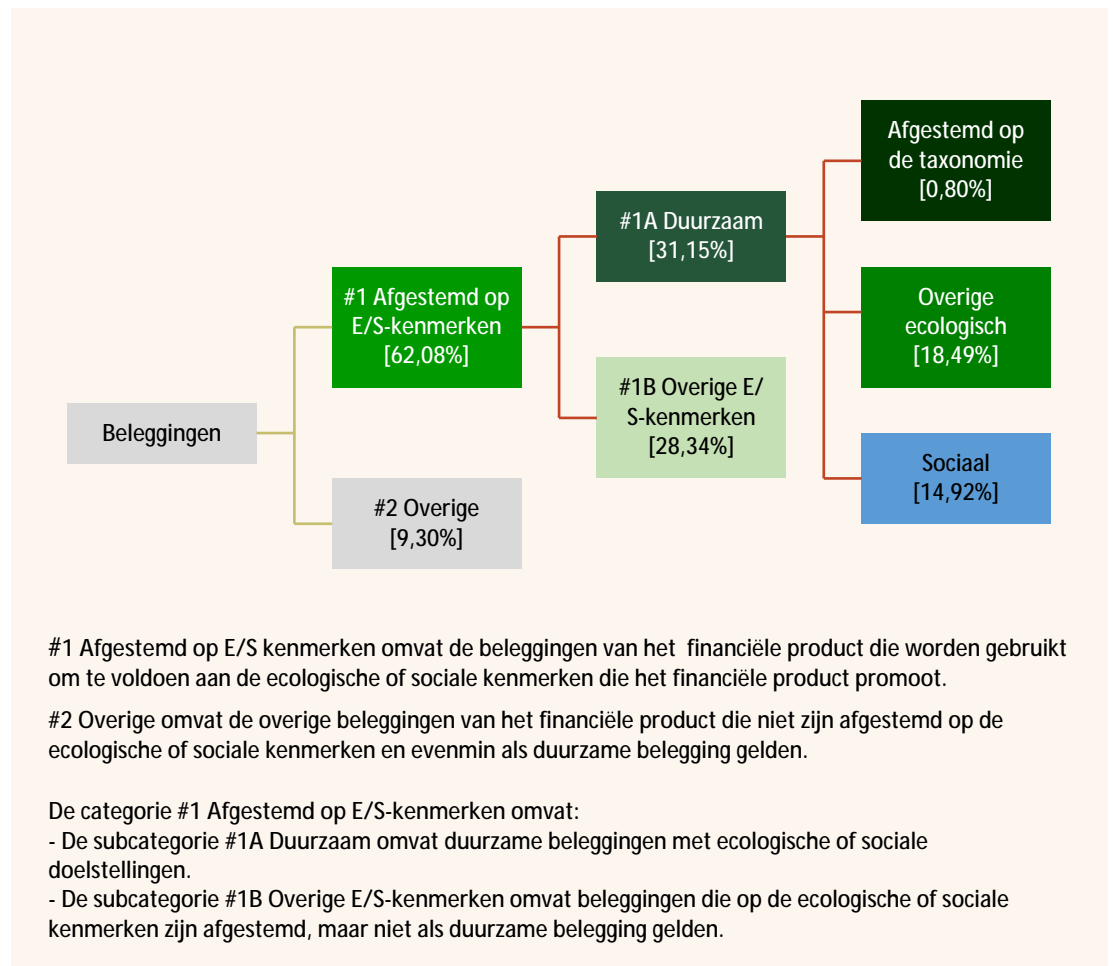 Afgestemd op
de taxonomie
[0,80%]
#1A Duurzaam
[31,15%]
#1 Afgestemd op
E/S-kenmerken
[62,08%]
Overige
ecologisch
[18,49%]
#1B Overige E/
S-kenmerken
[28,34%]
Beleggingen
Sociaal
[14,92%]
#2 Overige
[9,30%]
#1 Afgestemd op E/S kenmerken omvat de beleggingen van het financiële product die worden gebruikt
om te voldoen aan de ecologische of sociale kenmerken die het financiële product promoot.
#2 Overige omvat de overige beleggingen van het financiële product die niet zijn afgestemd op de
ecologische of sociale kenmerken en evenmin als duurzame belegging gelden.
De categorie #1 Afgestemd op E/S-kenmerken omvat:
- De subcategorie #1A Duurzaam omvat duurzame beleggingen met ecologische of sociale
doelstellingen.
- De subcategorie #1B Overige E/S-kenmerken omvat beleggingen die op de ecologische of sociale
kenmerken zijn afgestemd, maar niet als duurzame belegging gelden.